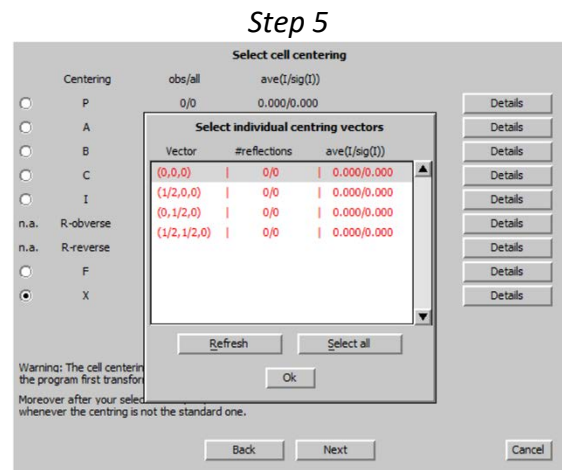 Step 5
Select cell centering
Centering obs/all ave(I/sig(I))
P 0/0 0.000/0.000 Details
A Details
B Details
C Details
I Details
n.a. R-obverse Details
n.a. R-reverse Details
F Details
X Details
Select individual centring vectors
Vector #reflections ave(I/sig(I))
(0,0,0) | 0/0 | 0.000/0.000
(1/2,0,0) | 0/0 | 0.000/0.000
(0,1/2,0) | 0/0 | 0.000/0.000
(1/2,1/2,0) | 0/0 | 0.000/0.000
Refresh Select all
Ok
Warning: The cell centerin
the program first transfor
Moreover after your selec
whenever the centring is not the standard one.
Back Next Cancel